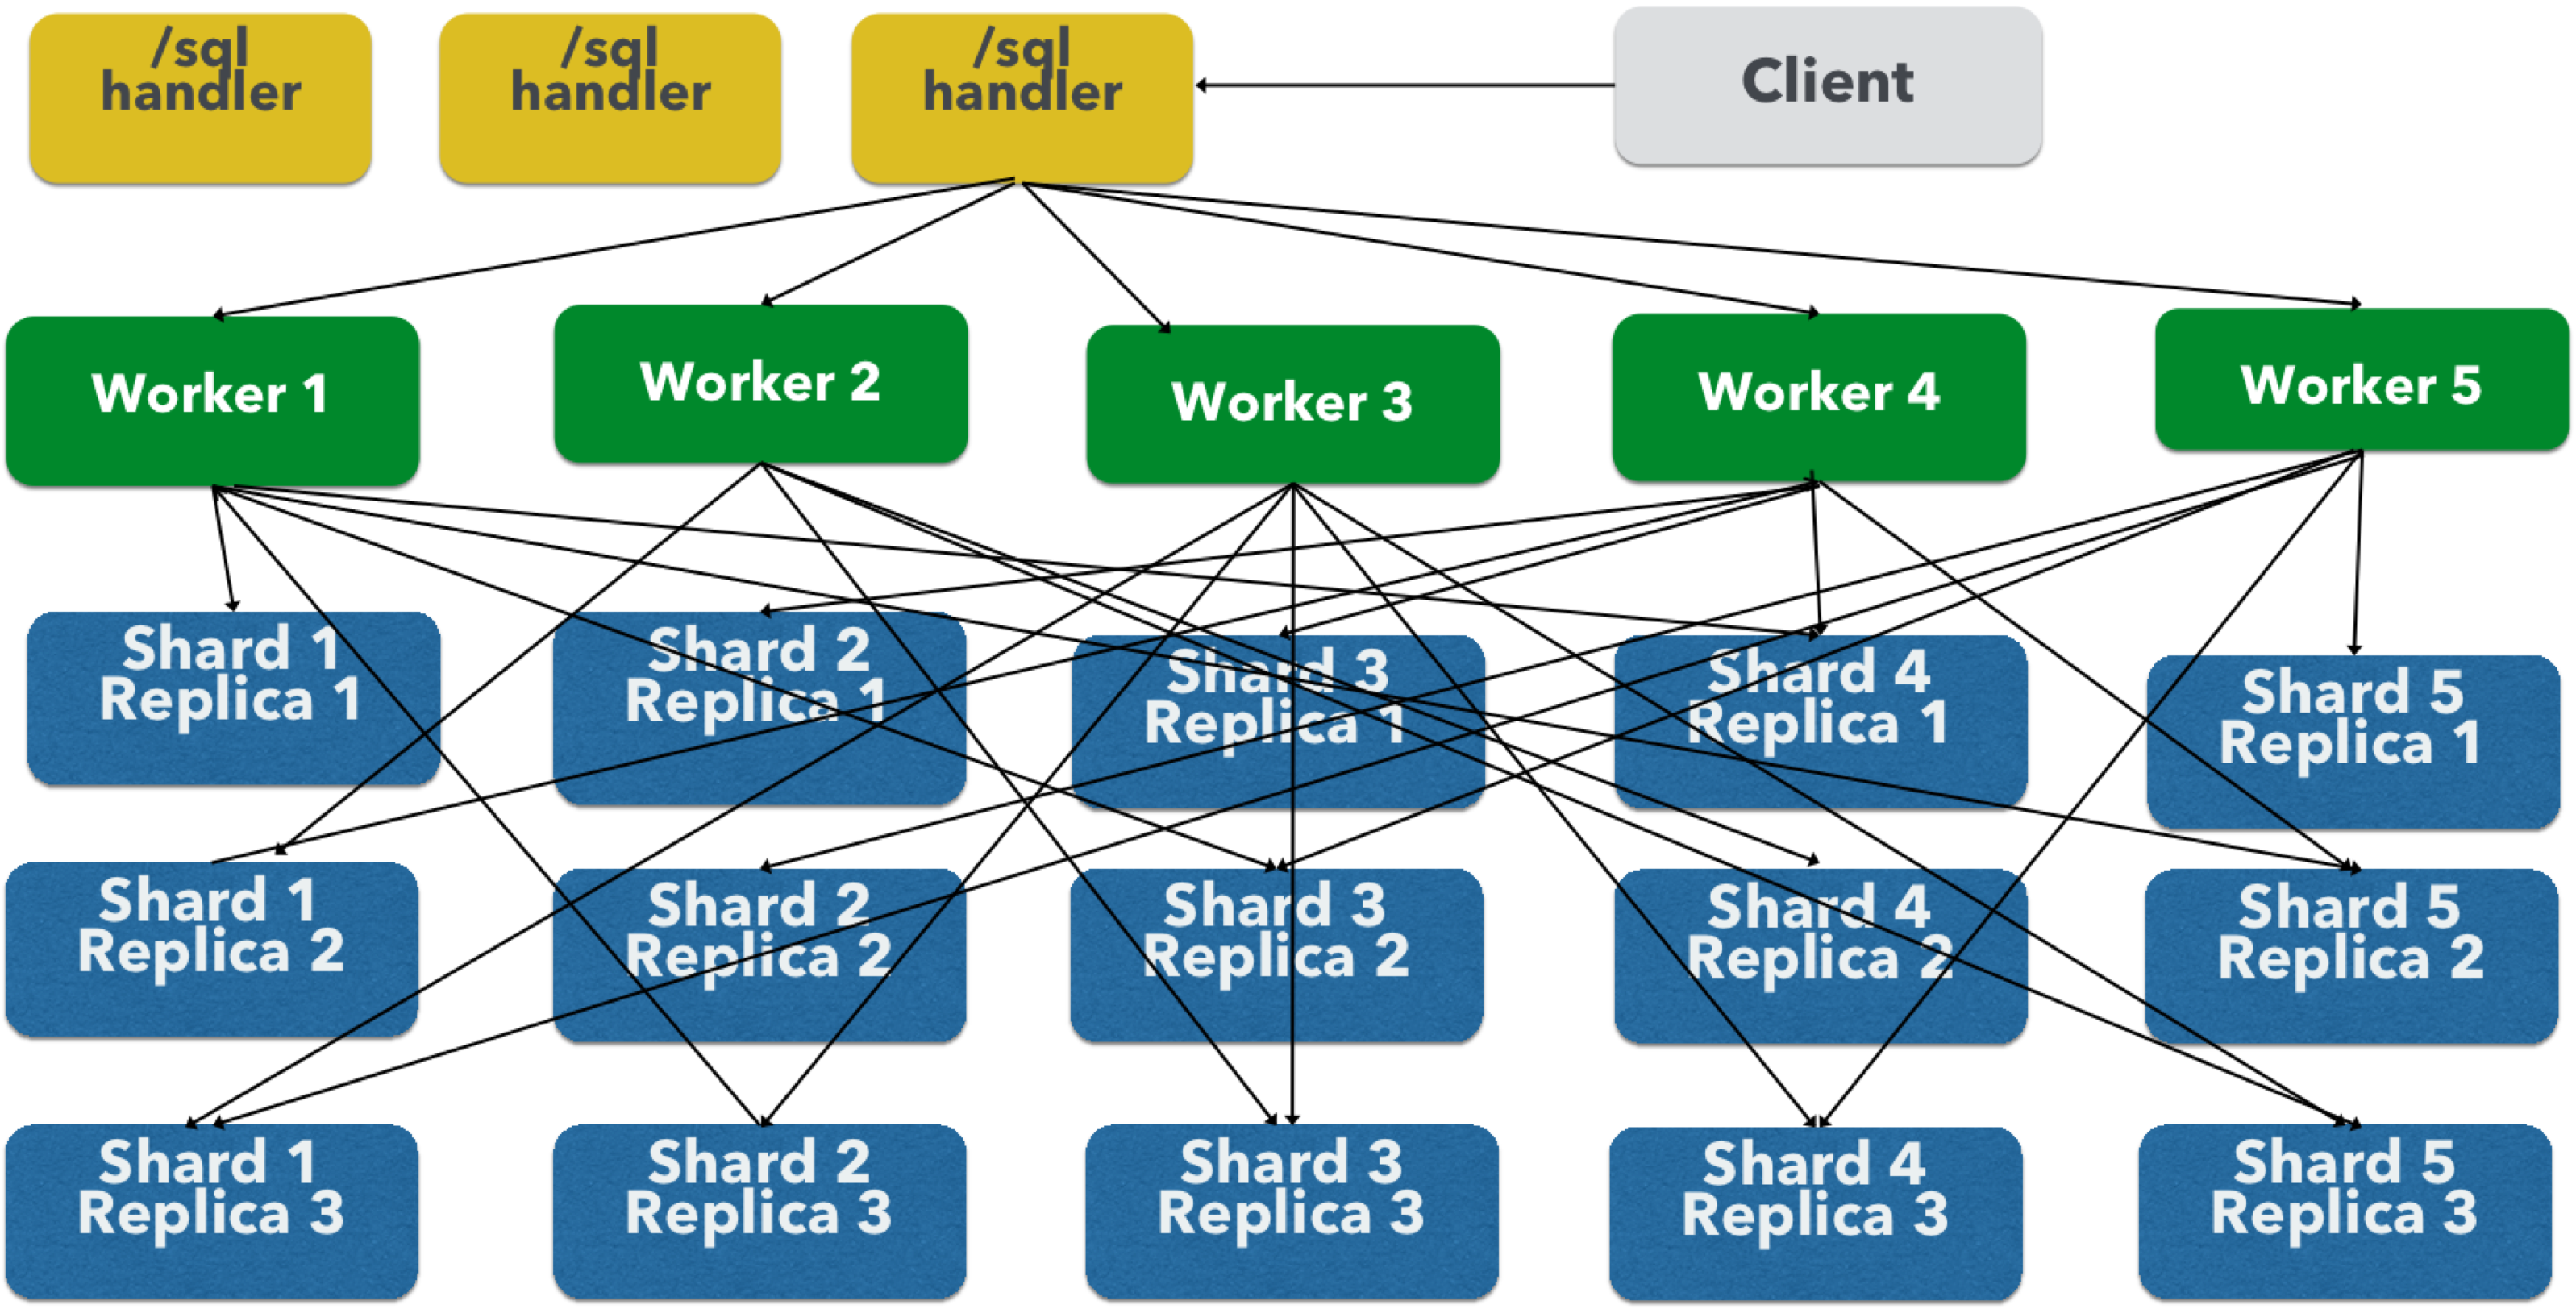 /sql
handler
/sql
handler
/sql
handler
Client
Worker 1
Worker 2
Worker 3
Worker 4
Worker 5
Shard 1
Replica 1
Shard 2
Replica 1
Shard 3
Replica 1
Shard 4
Replica 1
Shard 5
Replica 1
Shard 1
Replica 2
Shard 2
Replica 2
Shard 3
Replica 2
Shard 4
Replica 2
Shard 5
Replica 2
Shard 1
Replica 3
Shard 2
Replica 3
Shard 3
Replica 3
Shard 4
Replica 3
Shard 5
Replica 3